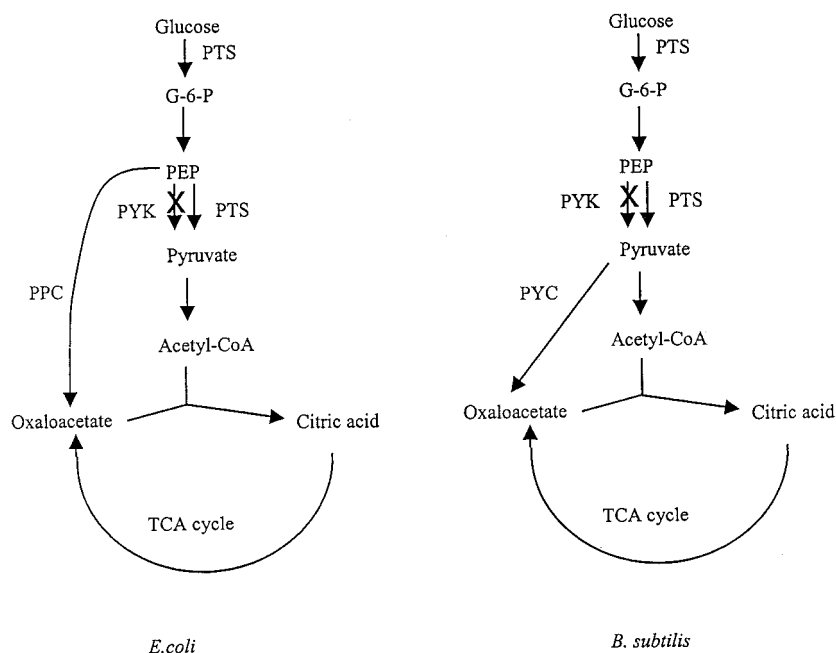 Glucose
PTS
G-6-P
PEP
PYK
PTS
Pyruvate
PPC
Acetyl-CoA
Oxaloacetate
Citric acid
TCA cycle
E.coli
Glucose
PTS
G-6-P
PEP
PYK
PTS
Pyruvate
PYC
Acetyl-CoA
Oxaloacetate
Citric acid
TCA cycle
B. subtilis